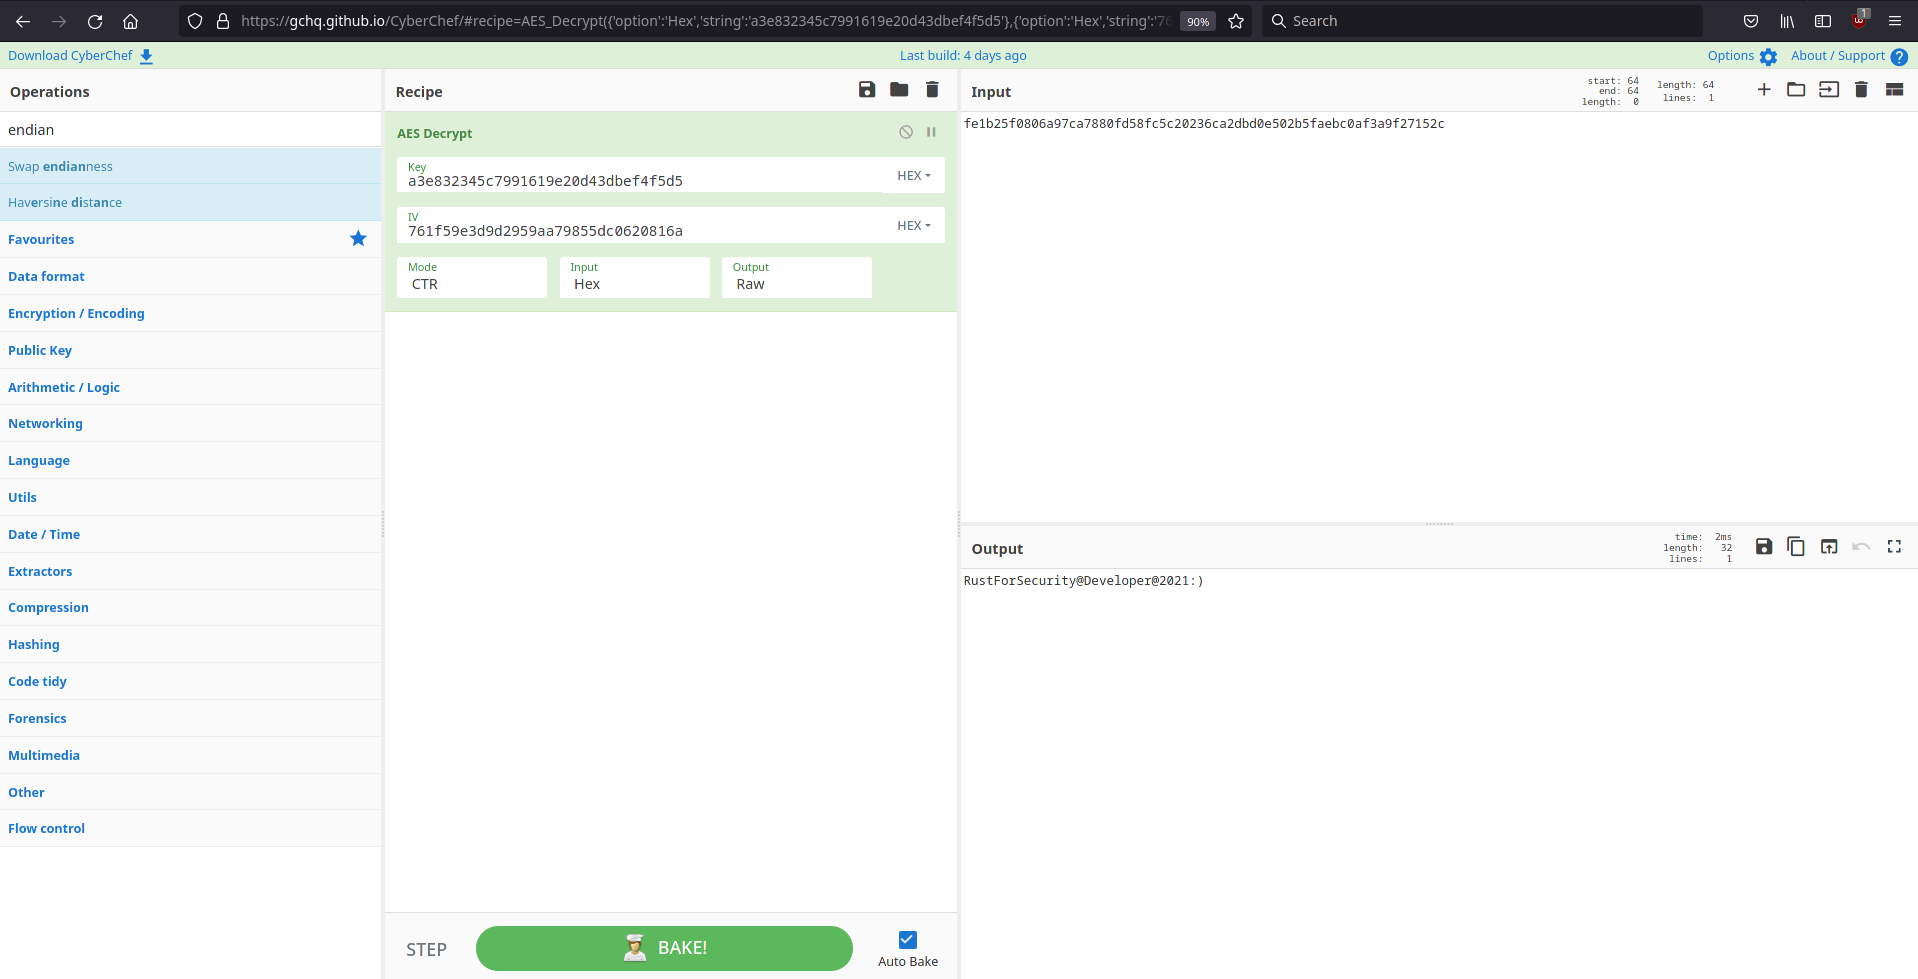 https://gchq.github.io/CyberChef/#recipe=AES_Decrypt({'option':'Hex','string':'a3e832345c7991619e20d43dbef4f5d5'},{'option':'Hex','string':'76
90%
Search
1
Download CyberChef
Last build: 4 days ago
Options
About / Support
Operations
endian
Swap endianness
Haversine distance
Favourites
Data format
Encryption / Encoding
Public Key
Arithmetic / Logic
Networking
Language
Utils
Date / Time
Extractors
Compression
Hashing
Code tidy
Forensics
Multimedia
Other
Flow control
Recipe
AES Decrypt
Key
a3e832345c7991619e20d43dbef4f5d5
HEX
IV
761f59e3d9d2959aa79855dc0620816a
HEX
Mode
CTR
Input
Hex
Output
Raw
STEP
BAKE!
Auto Bake
Input
start: 64
end: 64
length: 0
length: 64
lines: 1
fe1b25f0806a97ca7880fd58fc5c20236ca2dbd0e502b5faebc0af3a9f27152c
Output
time: 2ms
length: 32
lines: 1
RustForSecurity@Developer@2021:)